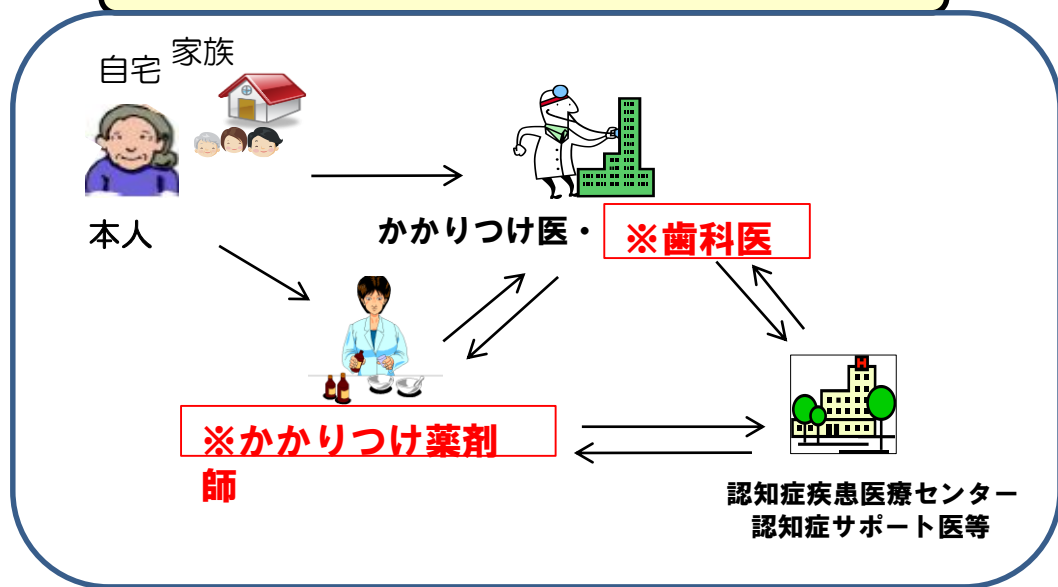 自宅
家族
本人
かかりつけ医・
※歯科医
※かかりつけ薬剤
師
H
認知症疾患医療センター
認知症サポート医等